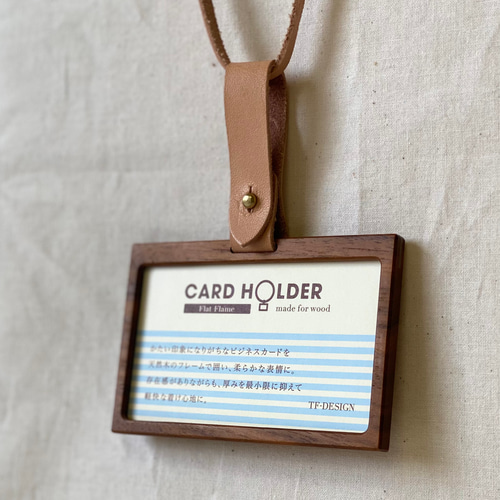 CARD HOLDER
Flat Flame made for wood
かたい印象になりがちなビジネスカードを
天然木のフレームで囲い、柔らかな表情に。
存在感がありながらも、厚みを最小限に抑えて
軽快な着け心地に。
TF-DESIGN